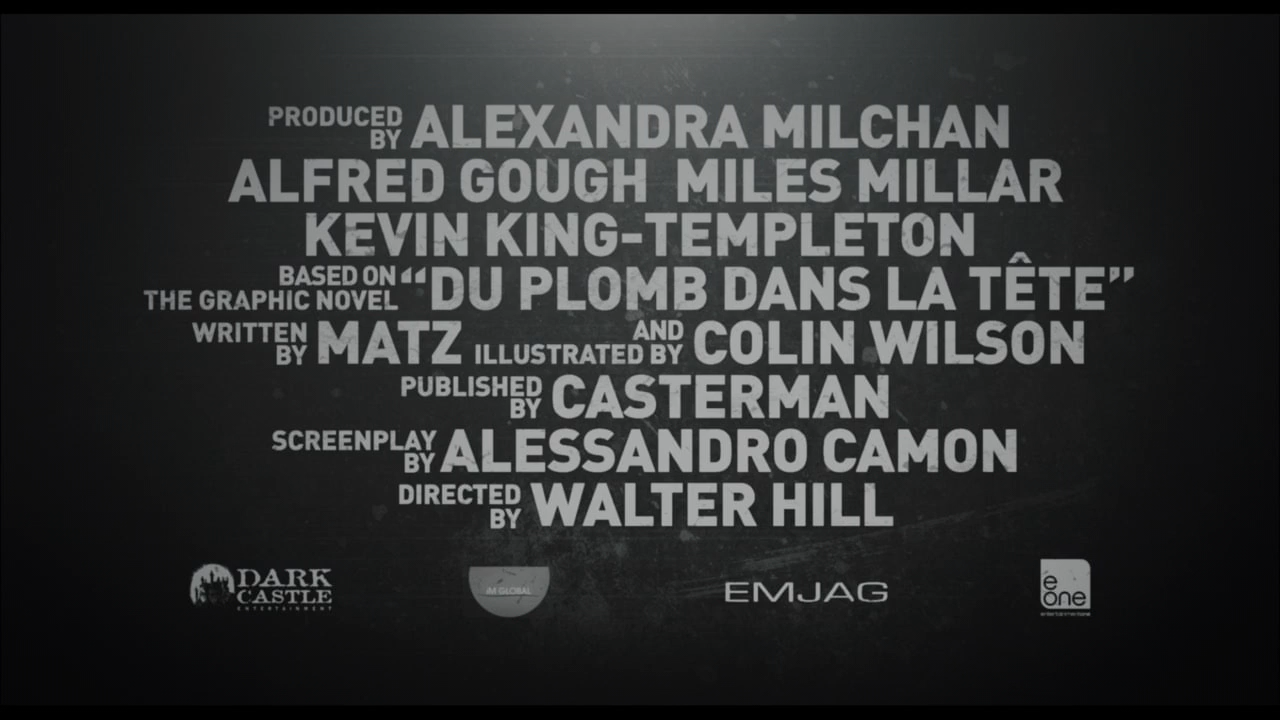 PRODUCED BY ALEXANDRA MILCHAN
ALFRED GOUGH MILES MILLAR
KEVIN KING-TEMPLETON
BASED ON THE GRAPHIC NOVEL “DU PLOMB DANS LA TÊTE”
WRITTEN BY MATZ AND ILLUSTRATED BY COLIN WILSON
PUBLISHED BY CASTERMAN
SCREENPLAY BY ALESSANDRO CAMON
DIRECTED BY WALTER HILL
DARK CASTLE ENTERTAINMENT
IM GLOBAL
EMJAG
e one